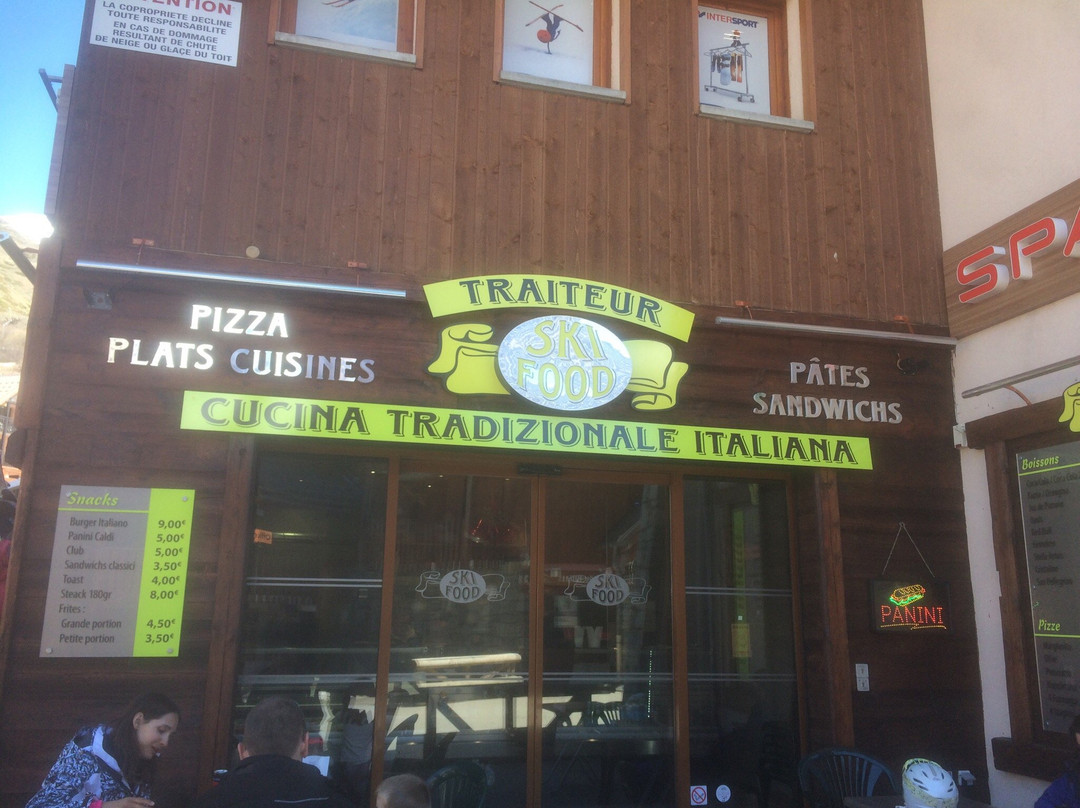 ATTENTION
LA COPROPRIETE DECLINE
TOUTE RESPONSABILITE
EN CAS DE DOMMAGE
RESULTANT DE CHUTE
DE NEIGE OU GLAÇE DU TOIT
INTERSPORT
TRAITEUR
SKI
FOOD
PIZZA
PLATS CUISINES
PÂTES
SANDWICHS
CUCINA TRADIZIONALE ITALIANA
SPA
Snacks
Burger Italiano 9,00€
Panini Caldi 5,00€
Club 5,00€
Sandwichs classici 3,50€
Toast 4,00€
Steack 180gr 8,00€
Frites :
Grande portion 4,50€
Petite portion 3,50€
SKI
FOOD
SKI
FOOD
PANINI
Boissons
Pizze